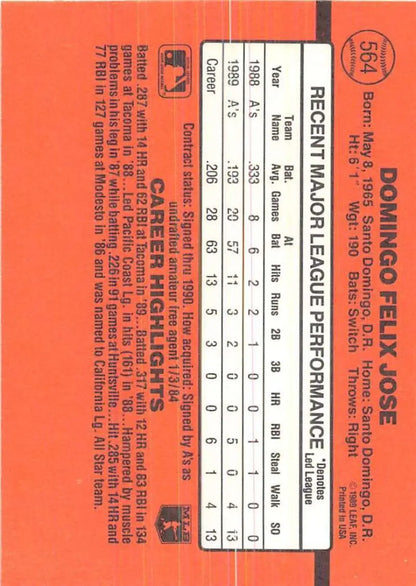 564
DOMINGO FELIX JOSE
Born: May 8, 1965 Santo Domingo, D.R. Home: Santo Domingo, D.R.
Ht: 6' 1" Wgt: 190 Bats: Switch Throws: Right
© 1989 LEAF, INC.
Printed in USA
RECENT MAJOR LEAGUE PERFORMANCE
*Denotes
Led League
Team Bat. At
Year Name Avg. Games Bat Hits Runs 2B 3B HR RBI Steal Walk SO
1988 A's .333 8 6 2 2 1 0 0 1 1 0 0
1989 A's .193 20 57 11 3 2 0 0 5 0 4 13
Career .206 28 63 13 5 3 0 0 6 1 4 13
Contract status: Signed thru 1990. How acquired: Signed by A's as
undrafted amateur free agent 1/3/84
CAREER HIGHLIGHTS
MLB
Batted .287 with 14 HR and 62 RBI at Tacoma in '89...Batted .317 with 12 HR and 83 RBI in 134
games at Tacoma in '88...Led Pacific Coast Lg. in hits (161) in '88...Hampered by muscle
problems in his leg in '87 while batting .226 in 91 games at Huntsville...Hit .285 with 14 HR and
77 RBI in 127 games at Modesto in '86 and was named to California Lg. All Star team.